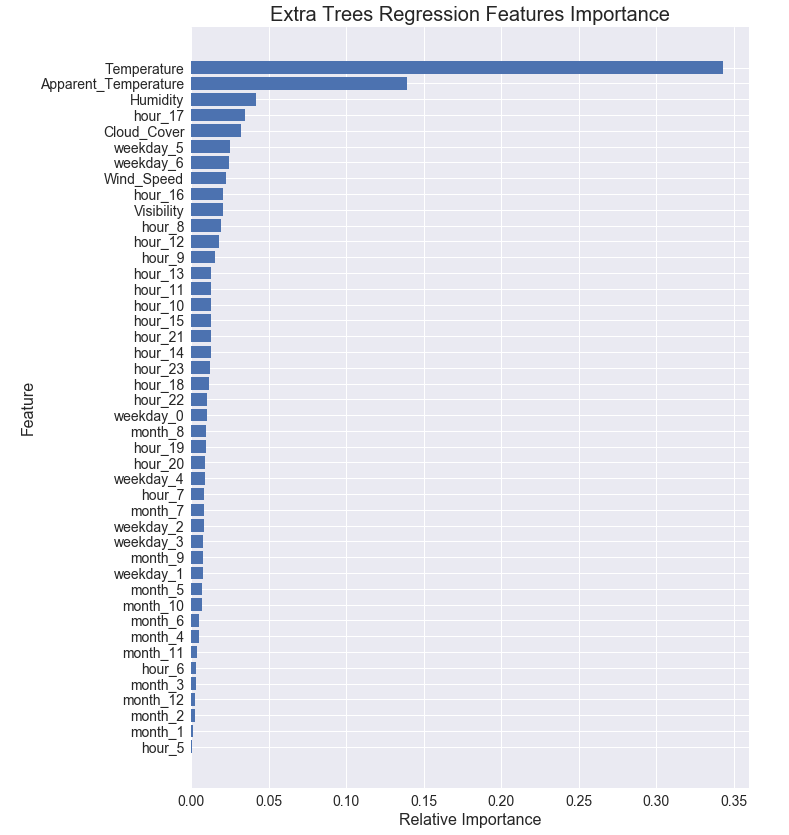 Extra Trees Regression Features Importance
Temperature
Apparent_Temperature
Humidity
hour_17
Cloud_Cover
weekday_5
weekday_6
Wind_Speed
hour_16
Visibility
hour_8
hour_12
hour_9
hour_13
hour_11
hour_10
hour_15
hour_21
hour_14
hour_23
hour_18
hour_22
weekday_0
month_8
hour_19
hour_20
weekday_4
hour_7
month_7
weekday_2
weekday_3
month_9
weekday_1
month_5
month_10
month_6
month_4
month_11
hour_6
month_3
month_12
month_2
month_1
hour_5
Feature
0.00 0.05 0.10 0.15 0.20 0.25 0.30 0.35
Relative Importance